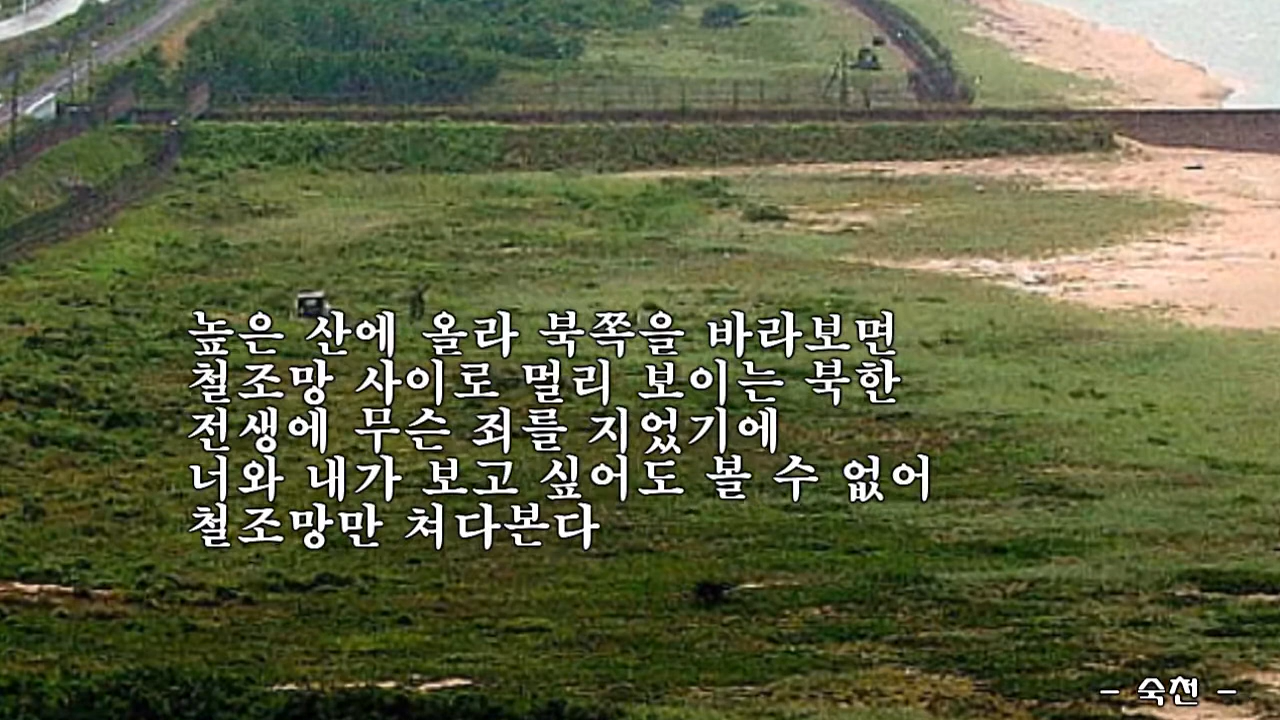 높은 산에 올라 북쪽을 바라보면
철조망 사이로 멀리 보이는 북한
전생에 무슨 죄를 지었기에
너와 내가 보고 싶어도 볼 수 없어
철조망만 쳐다본다
- 숙천 -